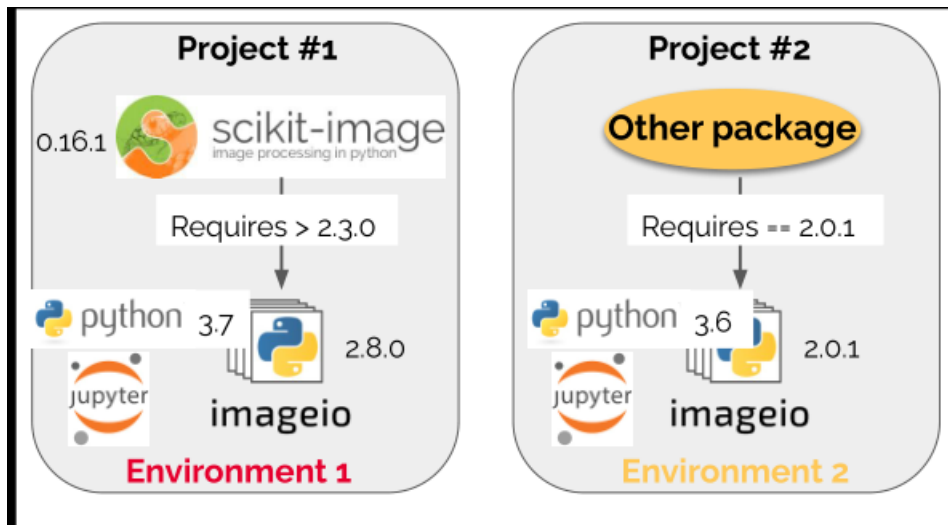 Project #1
0.16.1
scikit-image
image processing in python
Requires > 2.3.0
python
3.7
2.8.0
jupyter
imageio
Environment 1
Project #2
Other package
Requires == 2.0.1
python
3.6
2.0.1
jupyter
imageio
Environment 2